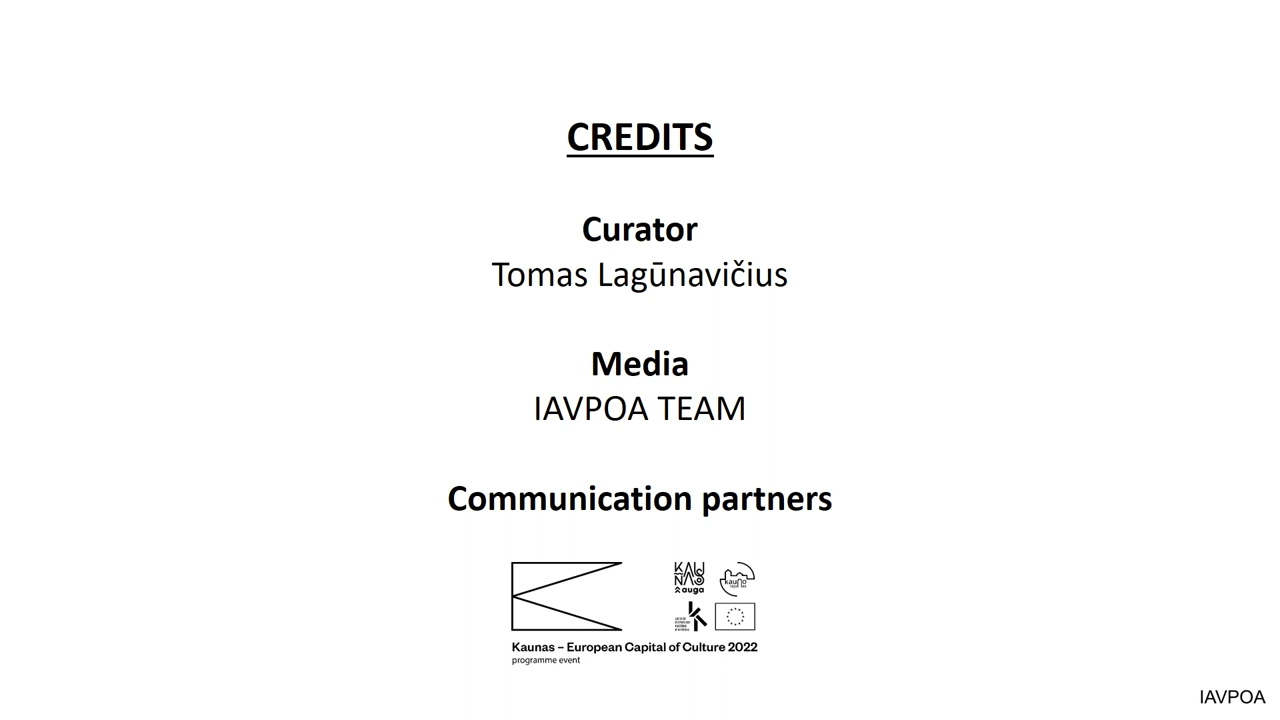 CREDITS
Curator
Tomas Lagūnavičius
Media
IAVPOA TEAM
Communication partners
KAU
NAS
auga
kauno
Kaunas – European Capital of Culture 2022
programme event
IAVPOA